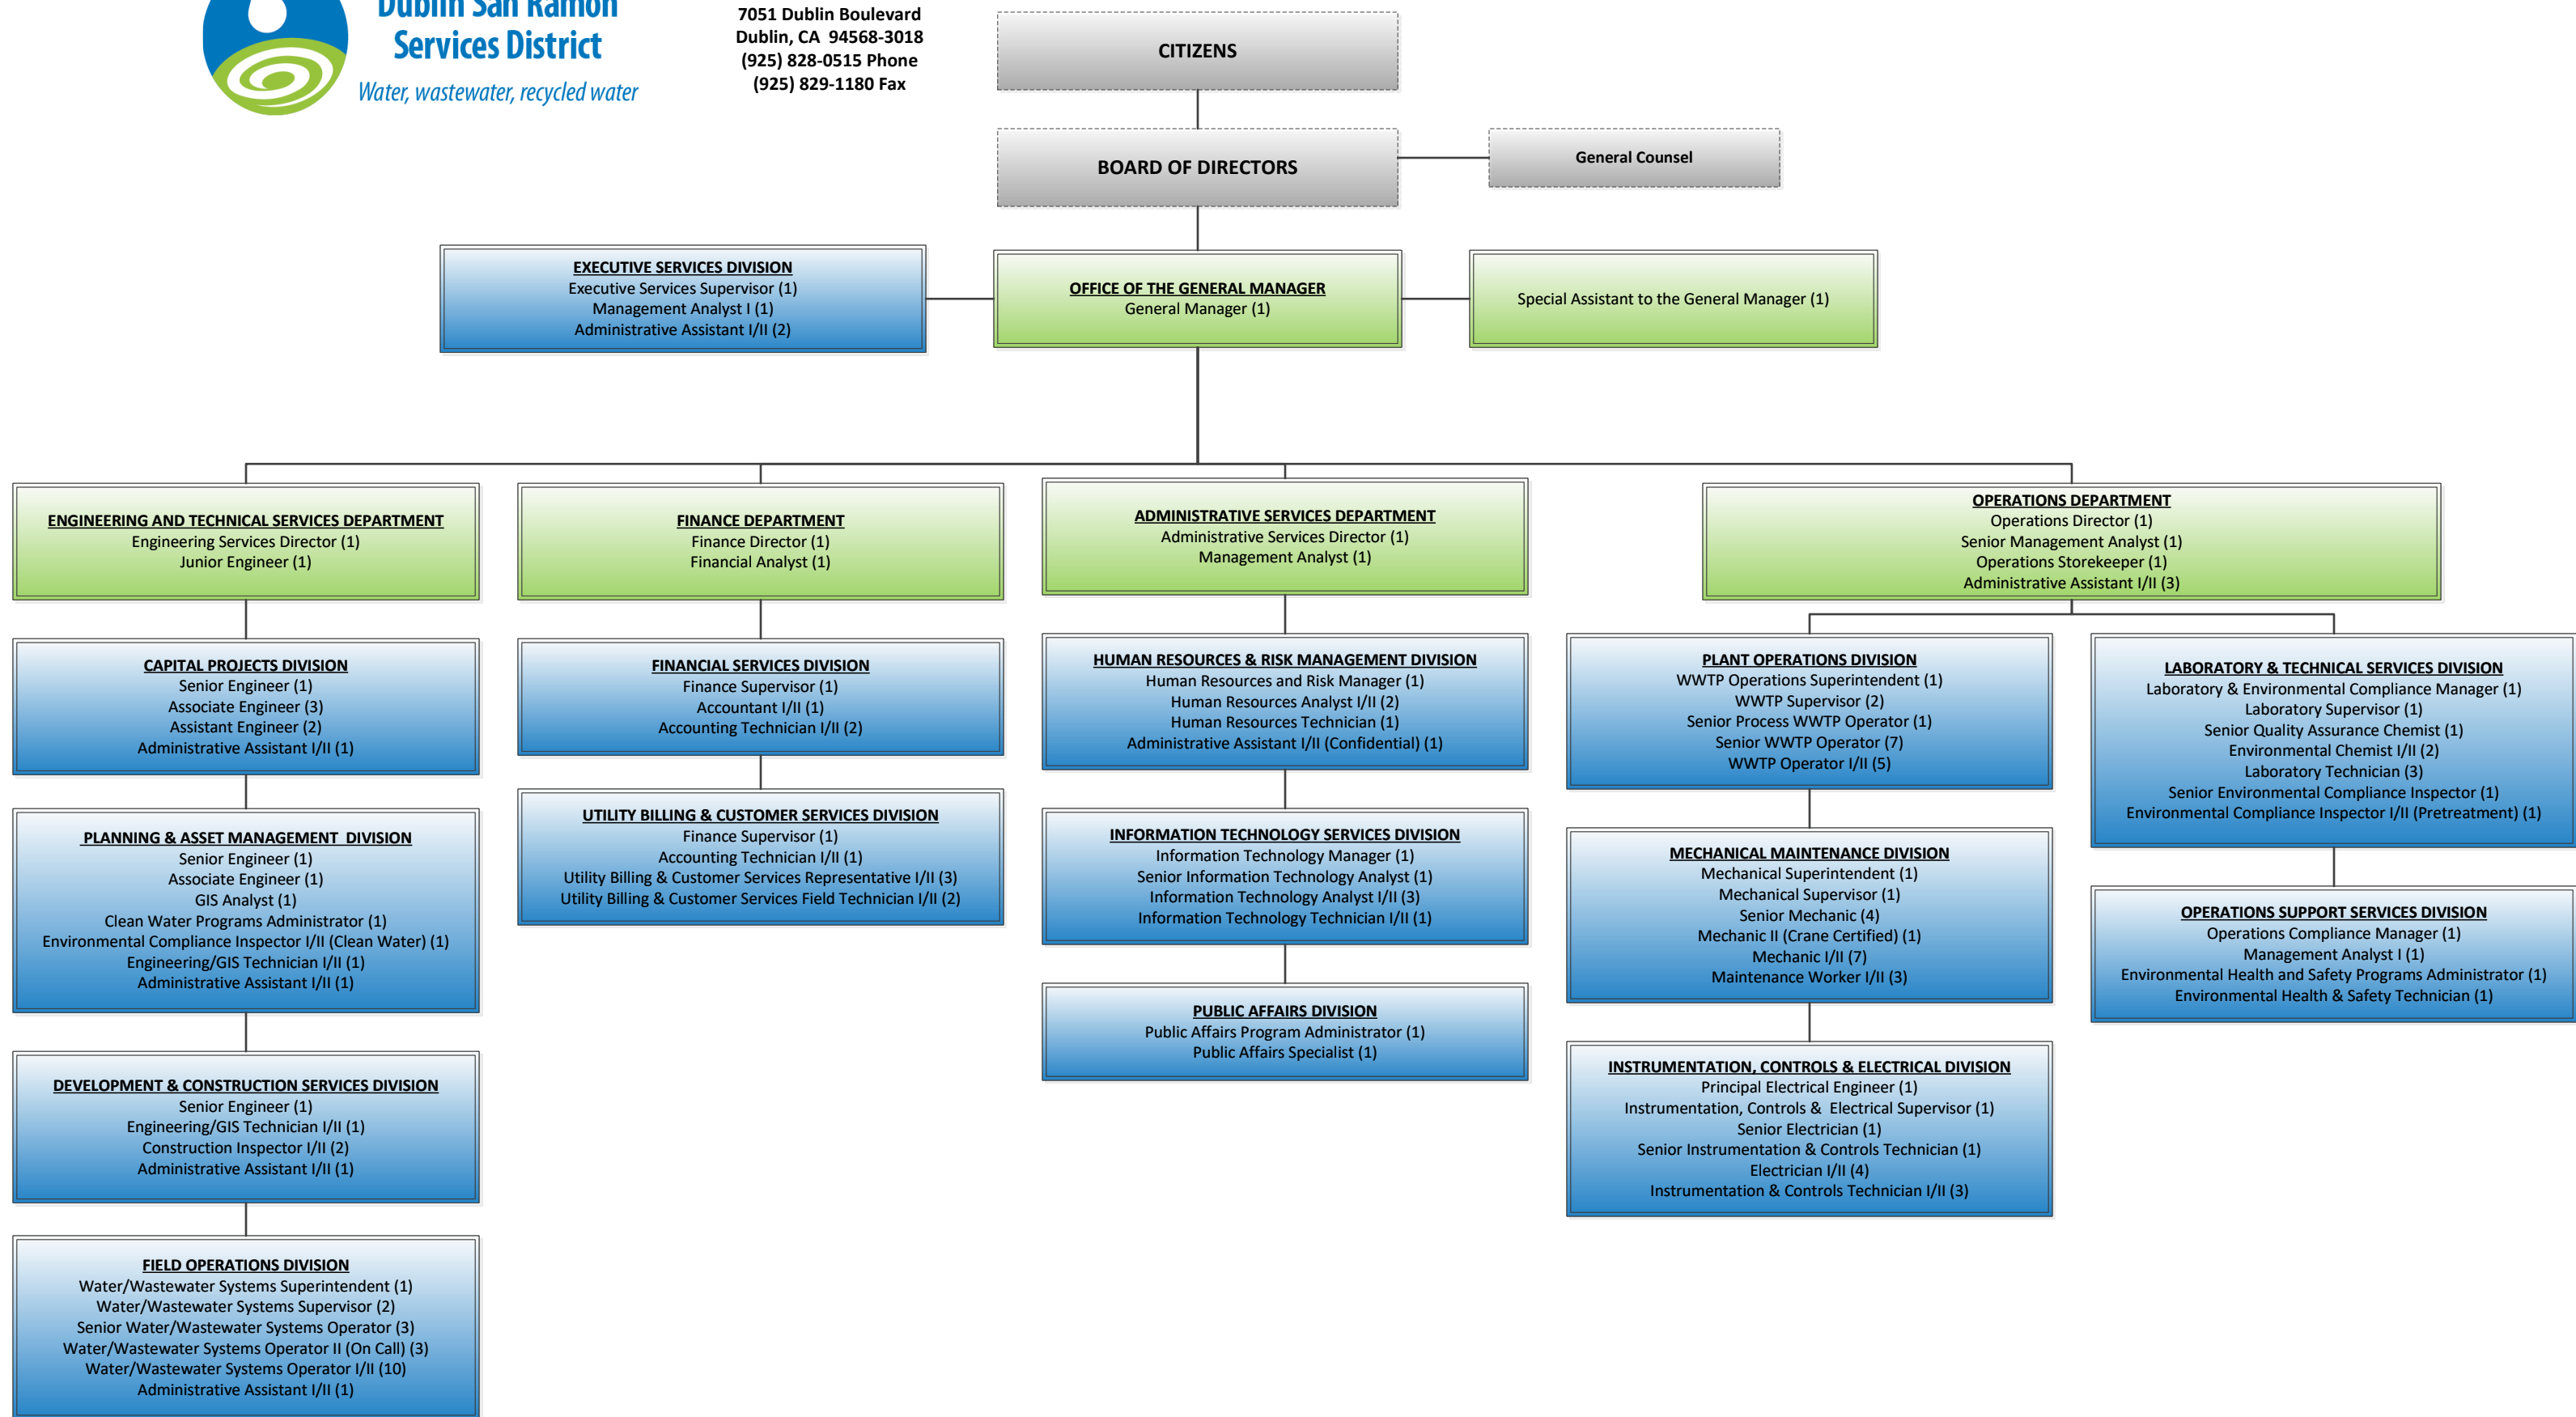 Dublin San Ramon
Services District
Water, wastewater, recycled water
7051 Dublin Boulevard
Dublin, CA  94568-3018
(925) 828-0515 Phone
(925) 829-1180 Fax
CITIZENS
BOARD OF DIRECTORS
General Counsel
EXECUTIVE SERVICES DIVISION
Executive Services Supervisor (1)
Management Analyst I (1)
Administrative Assistant I/II (2)
OFFICE OF THE GENERAL MANAGER
General Manager (1)
Special Assistant to the General Manager (1)
ENGINEERING AND TECHNICAL SERVICES DEPARTMENT
Engineering Services Director (1)
Junior Engineer (1)
FINANCE DEPARTMENT
Finance Director (1)
Financial Analyst (1)
ADMINISTRATIVE SERVICES DEPARTMENT
Administrative Services Director (1)
Management Analyst (1)
OPERATIONS DEPARTMENT
Operations Director (1)
Senior Management Analyst (1)
Operations Storekeeper (1)
Administrative Assistant I/II (3)
CAPITAL PROJECTS DIVISION
Senior Engineer (1)
Associate Engineer (3)
Assistant Engineer (2)
Administrative Assistant I/II (1)
PLANNING & ASSET MANAGEMENT  DIVISION
Senior Engineer (1)
Associate Engineer (1)
GIS Analyst (1)
Clean Water Programs Administrator (1)
Environmental Compliance Inspector I/II (Clean Water) (1)
Engineering/GIS Technician I/II (1)
Administrative Assistant I/II (1)
DEVELOPMENT & CONSTRUCTION SERVICES DIVISION
Senior Engineer (1)
Engineering/GIS Technician I/II (1)
Construction Inspector I/II (2)
Administrative Assistant I/II (1)
FIELD OPERATIONS DIVISION
Water/Wastewater Systems Superintendent (1)
Water/Wastewater Systems Supervisor (2)
Senior Water/Wastewater Systems Operator (3)
Water/Wastewater Systems Operator II (On Call) (3)
Water/Wastewater Systems Operator I/II (10)
Administrative Assistant I/II (1)
FINANCIAL SERVICES DIVISION
Finance Supervisor (1)
Accountant I/II (1)
Accounting Technician I/II (2)
UTILITY BILLING & CUSTOMER SERVICES DIVISION
Finance Supervisor (1)
Accounting Technician I/II (1)
Utility Billing & Customer Services Representative I/II (3)
Utility Billing & Customer Services Field Technician I/II (2)
HUMAN RESOURCES & RISK MANAGEMENT DIVISION
Human Resources and Risk Manager (1)
Human Resources Analyst I/II (2)
Human Resources Technician (1)
Administrative Assistant I/II (Confidential) (1)
INFORMATION TECHNOLOGY SERVICES DIVISION
Information Technology Manager (1)
Senior Information Technology Analyst (1)
Information Technology Analyst I/II (3)
Information Technology Technician I/II (1)
PUBLIC AFFAIRS DIVISION
Public Affairs Program Administrator (1)
Public Affairs Specialist (1)
PLANT OPERATIONS DIVISION
WWTP Operations Superintendent (1)
WWTP Supervisor (2)
Senior Process WWTP Operator (1)
Senior WWTP Operator (7)
WWTP Operator I/II (5)
MECHANICAL MAINTENANCE DIVISION
Mechanical Superintendent (1)
Mechanical Supervisor (1)
Senior Mechanic (4)
Mechanic II (Crane Certified) (1)
Mechanic I/II (7)
Maintenance Worker I/II (3)
INSTRUMENTATION, CONTROLS & ELECTRICAL DIVISION
Principal Electrical Engineer (1)
Instrumentation, Controls &  Electrical Supervisor (1)
Senior Electrician (1)
Senior Instrumentation & Controls Technician (1)
Electrician I/II (4)
Instrumentation & Controls Technician I/II (3)
LABORATORY & TECHNICAL SERVICES DIVISION
Laboratory & Environmental Compliance Manager (1)
Laboratory Supervisor (1)
Senior Quality Assurance Chemist (1)
Environmental Chemist I/II (2)
Laboratory Technician (3)
Senior Environmental Compliance Inspector (1)
Environmental Compliance Inspector I/II (Pretreatment) (1)
OPERATIONS SUPPORT SERVICES DIVISION
Operations Compliance Manager (1)
Management Analyst I (1)
Environmental Health and Safety Programs Administrator (1)
Environmental Health & Safety Technician (1)